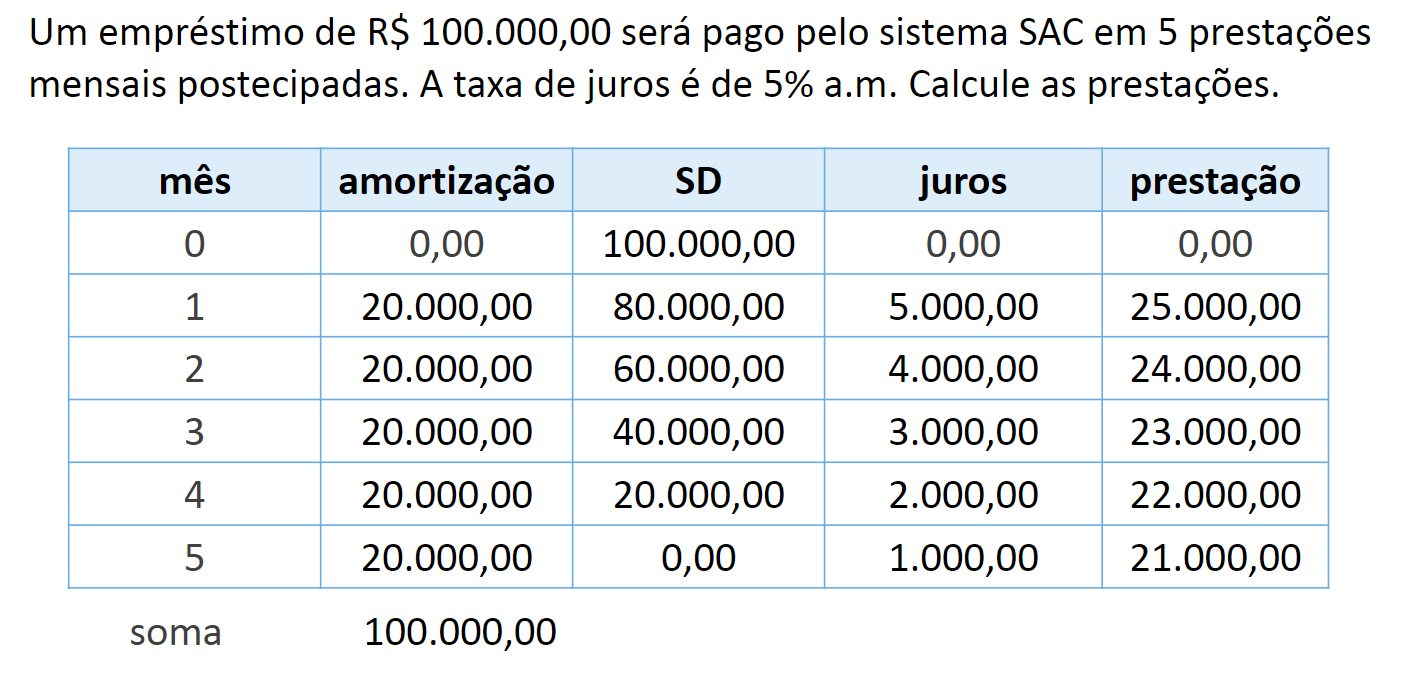 Um empréstimo de R$ 100.000,00 será pago pelo sistema SAC em 5 prestações
mensais postecipadas. A taxa de juros é de 5% a.m. Calcule as prestações.
mês amortização SD juros prestação
0 0,00 100.000,00 0,00 0,00
1 20.000,00 80.000,00 5.000,00 25.000,00
2 20.000,00 60.000,00 4.000,00 24.000,00
3 20.000,00 40.000,00 3.000,00 23.000,00
4 20.000,00 20.000,00 2.000,00 22.000,00
5 20.000,00 0,00 1.000,00 21.000,00
soma 100.000,00